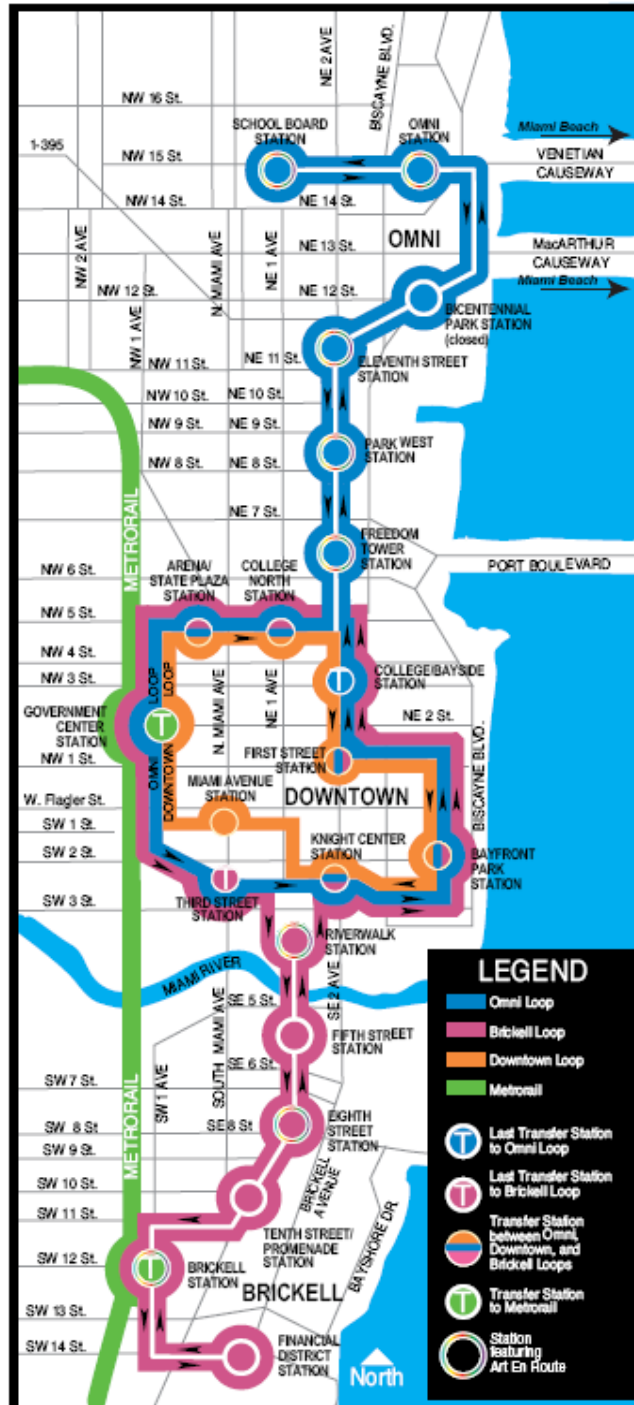 NW 16 St.
NE 2 AVE
BISCAYNE BLVD.
SCHOOL BOARD
STATION
OMNI
STATION
Miami Beach
1-395
NW 15 St.
VENETIAN
CAUSEWAY
NW 14 St.
NE 14 St.
NW 2 AVE
N. MIAMI AVE
NE 1 AVE
NE 13 St.
OMNI
MacARTHUR
CAUSEWAY
Miami Beach
NW 12 St.
NE 12 St.
NW 1 AVE
BICENTENNIAL
PARK STATION
(closed)
NW 11 St.
NE 11 St.
ELEVENTH STREET
STATION
NW 10 St.
NE 10 St.
NW 9 St.
NE 9 St.
PARK WEST
STATION
NW 8 St.
NE 8 St.
METRORAIL
NE 7 St.
FREEDOM
TOWER
STATION
ARENA/
STATE PLAZA
STATION
COLLEGE
NORTH
STATION
NW 6 St.
PORT BOULEVARD
NW 5 St.
NW 4 St.
NW 3 St.
COLLEGE/BAYSIDE
STATION
OMNI LOOP
DOWNTOWN LOOP
N. MIAMI AVE
NE 1 AVE
GOVERNMENT
CENTER
STATION
NE 2 St.
BISCAYNE BLVD.
NW 1 St.
FIRST STREET
STATION
MIAMI AVENUE
STATION
DOWNTOWN
W. Flagler St.
SW 1 St.
SW 2 St.
KNIGHT CENTER
STATION
BAYFRONT
PARK
STATION
SW 3 St.
THIRD STREET
STATION
RIVERWALK
STATION
MIAMI RIVER
SE 2 AVE
SE 5 St.
FIFTH STREET
STATION
SOUTH MIAMI AVE
SW 1 AVE
SE 6 St.
SW 7 St.
METRORAIL
SW 8 St.
SE 8 St.
EIGHTH
STREET
STATION
SW 9 St.
BRICKELL
AVENUE
SW 10 St.
SW 11 St.
TENTH STREET/
PROMENADE
STATION
BAYSHORE DR
SW 12 St.
BRICKELL
STATION
BRICKELL
SW 13 St.
SW 14 St.
FINANCIAL
DISTRICT
STATION
North
LEGEND
Omni Loop
Brickell Loop
Downtown Loop
Metrorail
T
Last Transfer Station
to Omni Loop
T
Last Transfer Station
to Brickell Loop
Transfer Station
between Omni,
Downtown, and
Brickell Loops
T
Transfer Station
to Metrorail
Station
featuring
Art En Route